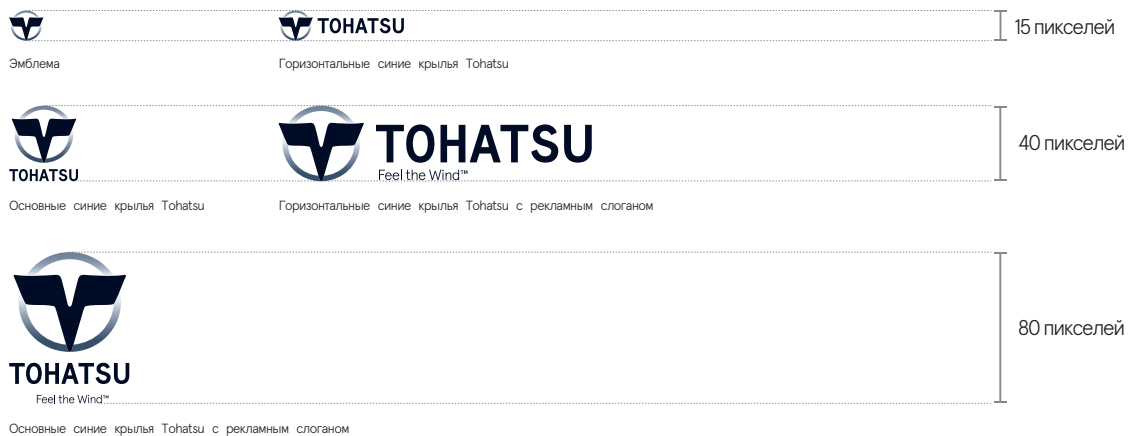 TOHATSU
15 пикселей
Эмблема
Горизонтальные синие крылья Tohatsu
TOHATSU
Feel the Wind™
40 пикселей
TOHATSU
Основные синие крылья Tohatsu
Горизонтальные синие крылья Tohatsu с рекламным слоганом
80 пикселей
TOHATSU
Feel the Wind™
Основные синие крылья Tohatsu с рекламным слоганом